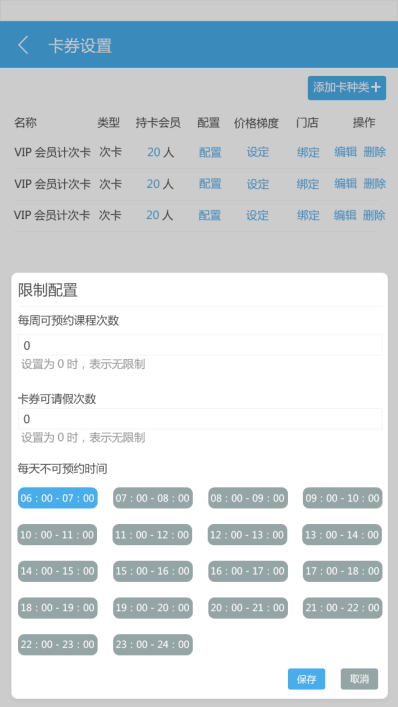 卡券设置
添加卡种类+
名称 类型 持卡会员 配置 价格梯度 门店 操作
VIP 会员计次卡 次卡 20 人 配置 设定 绑定 编辑 删除
VIP 会员计次卡 次卡 20 人 配置 设定 绑定 编辑 删除
VIP 会员计次卡 次卡 20 人 配置 设定 绑定 编辑 删除
限制配置
每周可预约课程次数
0
设置为 0 时，表示无限制
卡券可请假次数
0
设置为 0 时，表示无限制
每天不可预约时间
06：00 - 07：00 07：00 - 08：00 08：00 - 09：00 09：00 - 10：00
10：00 - 11：00 11：00 - 12：00 12：00 - 13：00 13：00 - 14：00
14：00 - 15：00 15：00 - 16：00 16：00 - 17：00 17：00 - 18：00
18：00 - 19：00 19：00 - 20：00 20：00 - 21：00 21：00 - 22：00
22：00 - 23：00 23：00 - 24：00
保存 取消